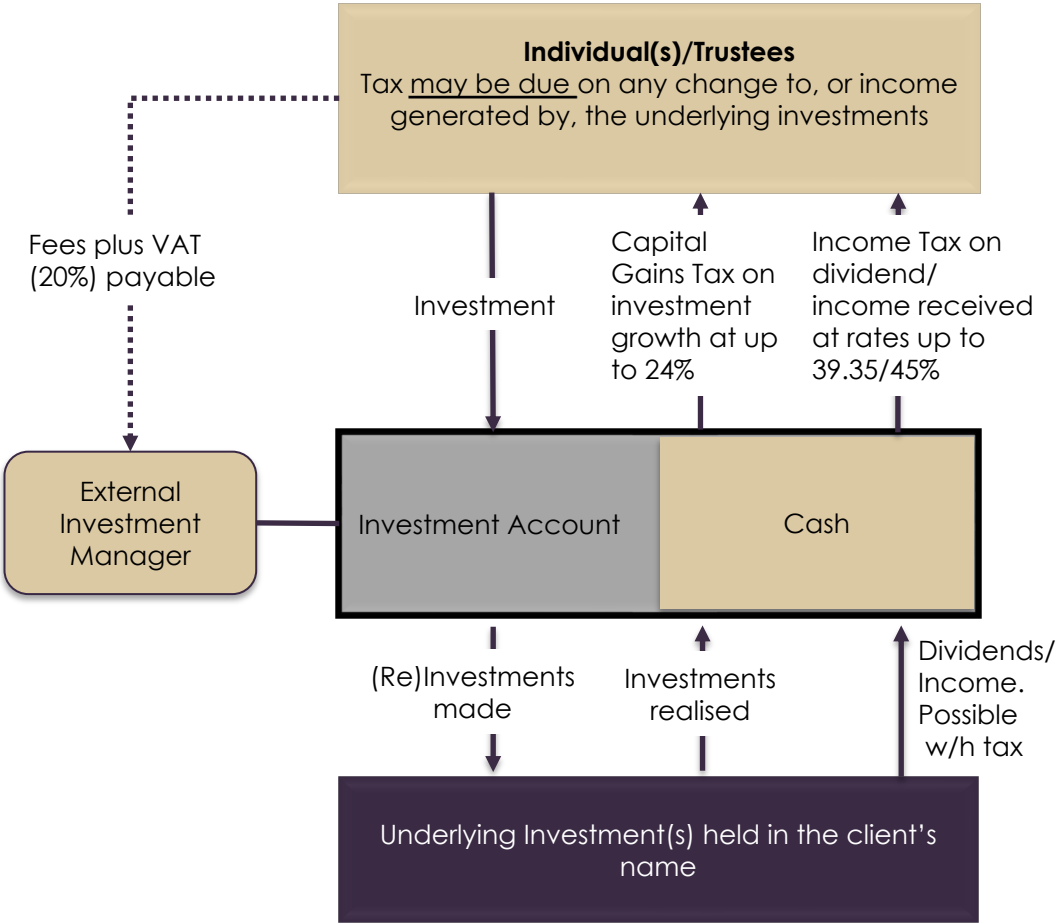 Individual(s)/Trustees
Tax may be due on any change to, or income
generated by, the underlying investments
Fees plus VAT
(20%) payable
Investment
Capital
Gains Tax on
investment
growth at up
to 24%
Income Tax on
dividend/
income received
at rates up to
39.35/45%
External
Investment
Manager
Investment Account
Cash
(Re)Investments
made
Investments
realised
Dividends/
Income.
Possible
w/h tax
Underlying Investment(s) held in the client’s
name